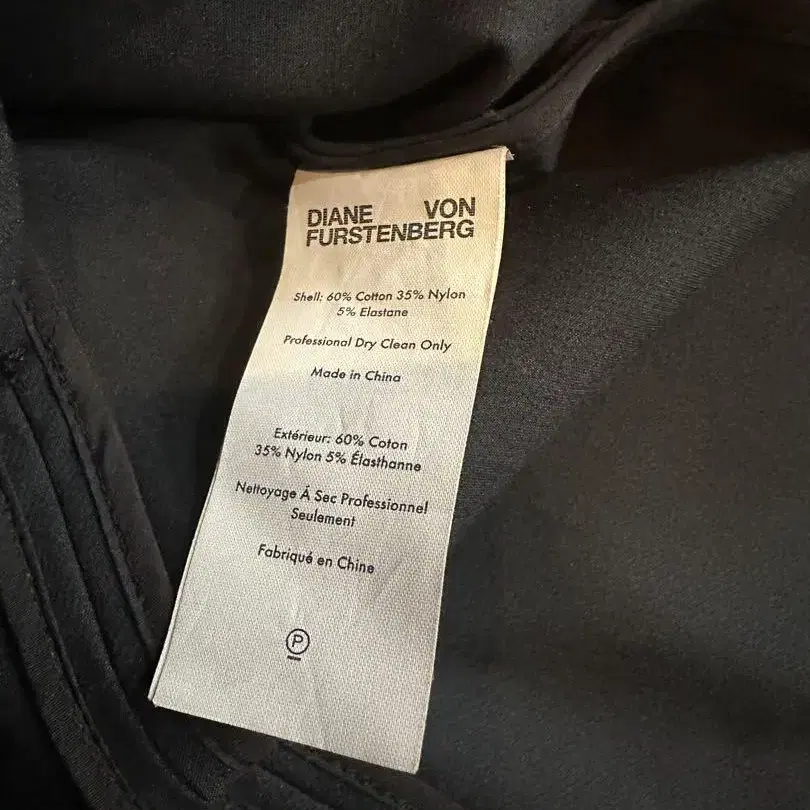 DIANE VON
FURSTENBERG
Shell: 60% Cotton 35% Nylon
5% Elastane
Professional Dry Clean Only
Made in China
Extérieur: 60% Coton
35% Nylon 5% Élasthanne
Nettoyage Á Sec Professionnel
Seulement
Fabriqué en Chine
P